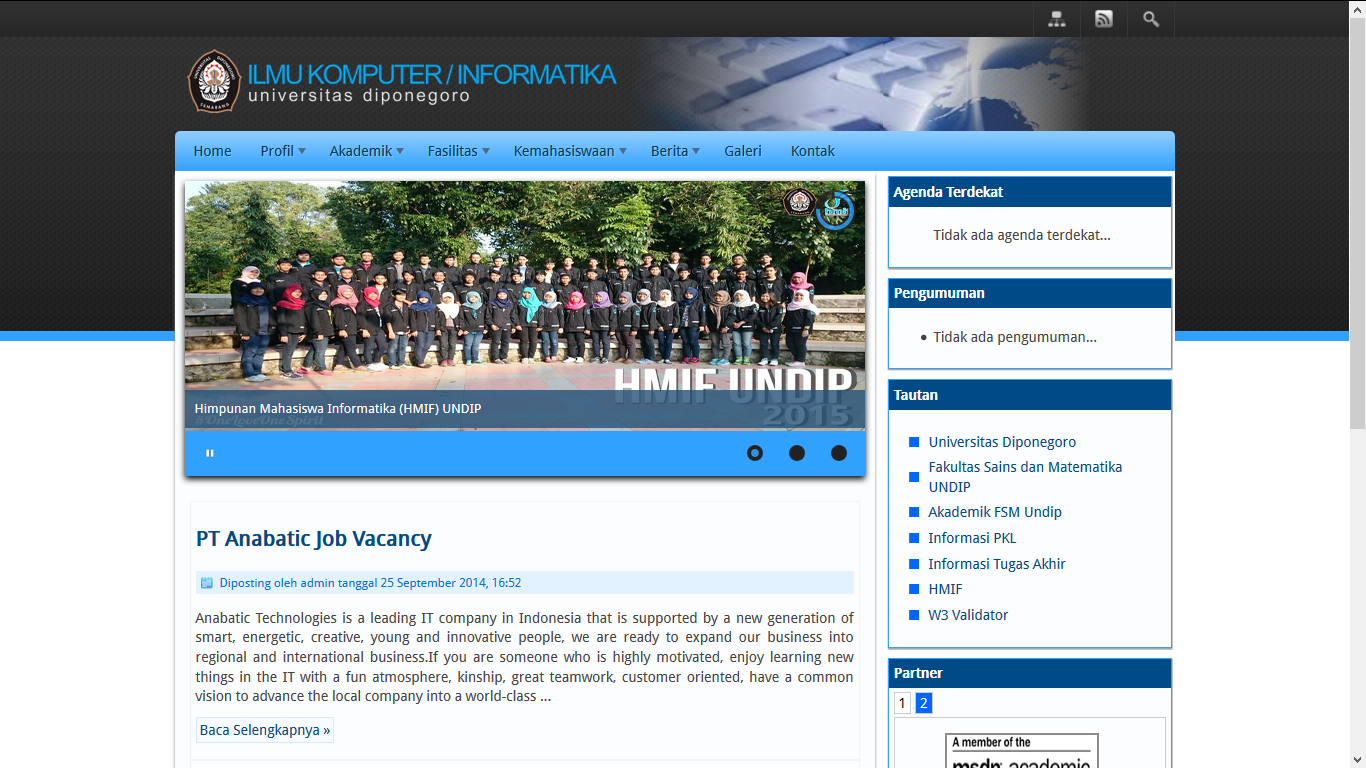 ILMU KOMPUTER / INFORMATIKA
universitas diponegoro
UNIVERSITAS DIPONEGORO
SEMARANG
Home Profil Akademik Fasilitas Kemahasiswaan Berita Galeri Kontak
HMIF UNDIP
2015
Himpunan Mahasiswa Informatika (HMIF) UNDIP
#OneLoveOneSpirit
PT Anabatic Job Vacancy
Diposting oleh admin tanggal 25 September 2014, 16:52
Anabatic Technologies is a leading IT company in Indonesia that is supported by a new generation of
smart, energetic, creative, young and innovative people, we are ready to expand our business into
regional and international business.If you are someone who is highly motivated, enjoy learning new
things in the IT with a fun atmosphere, kinship, great teamwork, customer oriented, have a common
vision to advance the local company into a world-class ...
Baca Selengkapnya »
Agenda Terdekat
Tidak ada agenda terdekat...
Pengumuman
Tidak ada pengumuman...
Tautan
Universitas Diponegoro
Fakultas Sains dan Matematika
UNDIP
Akademik FSM Undip
Informasi PKL
Informasi Tugas Akhir
HMIF
W3 Validator
Partner
1 2
A member of the
msdn academic